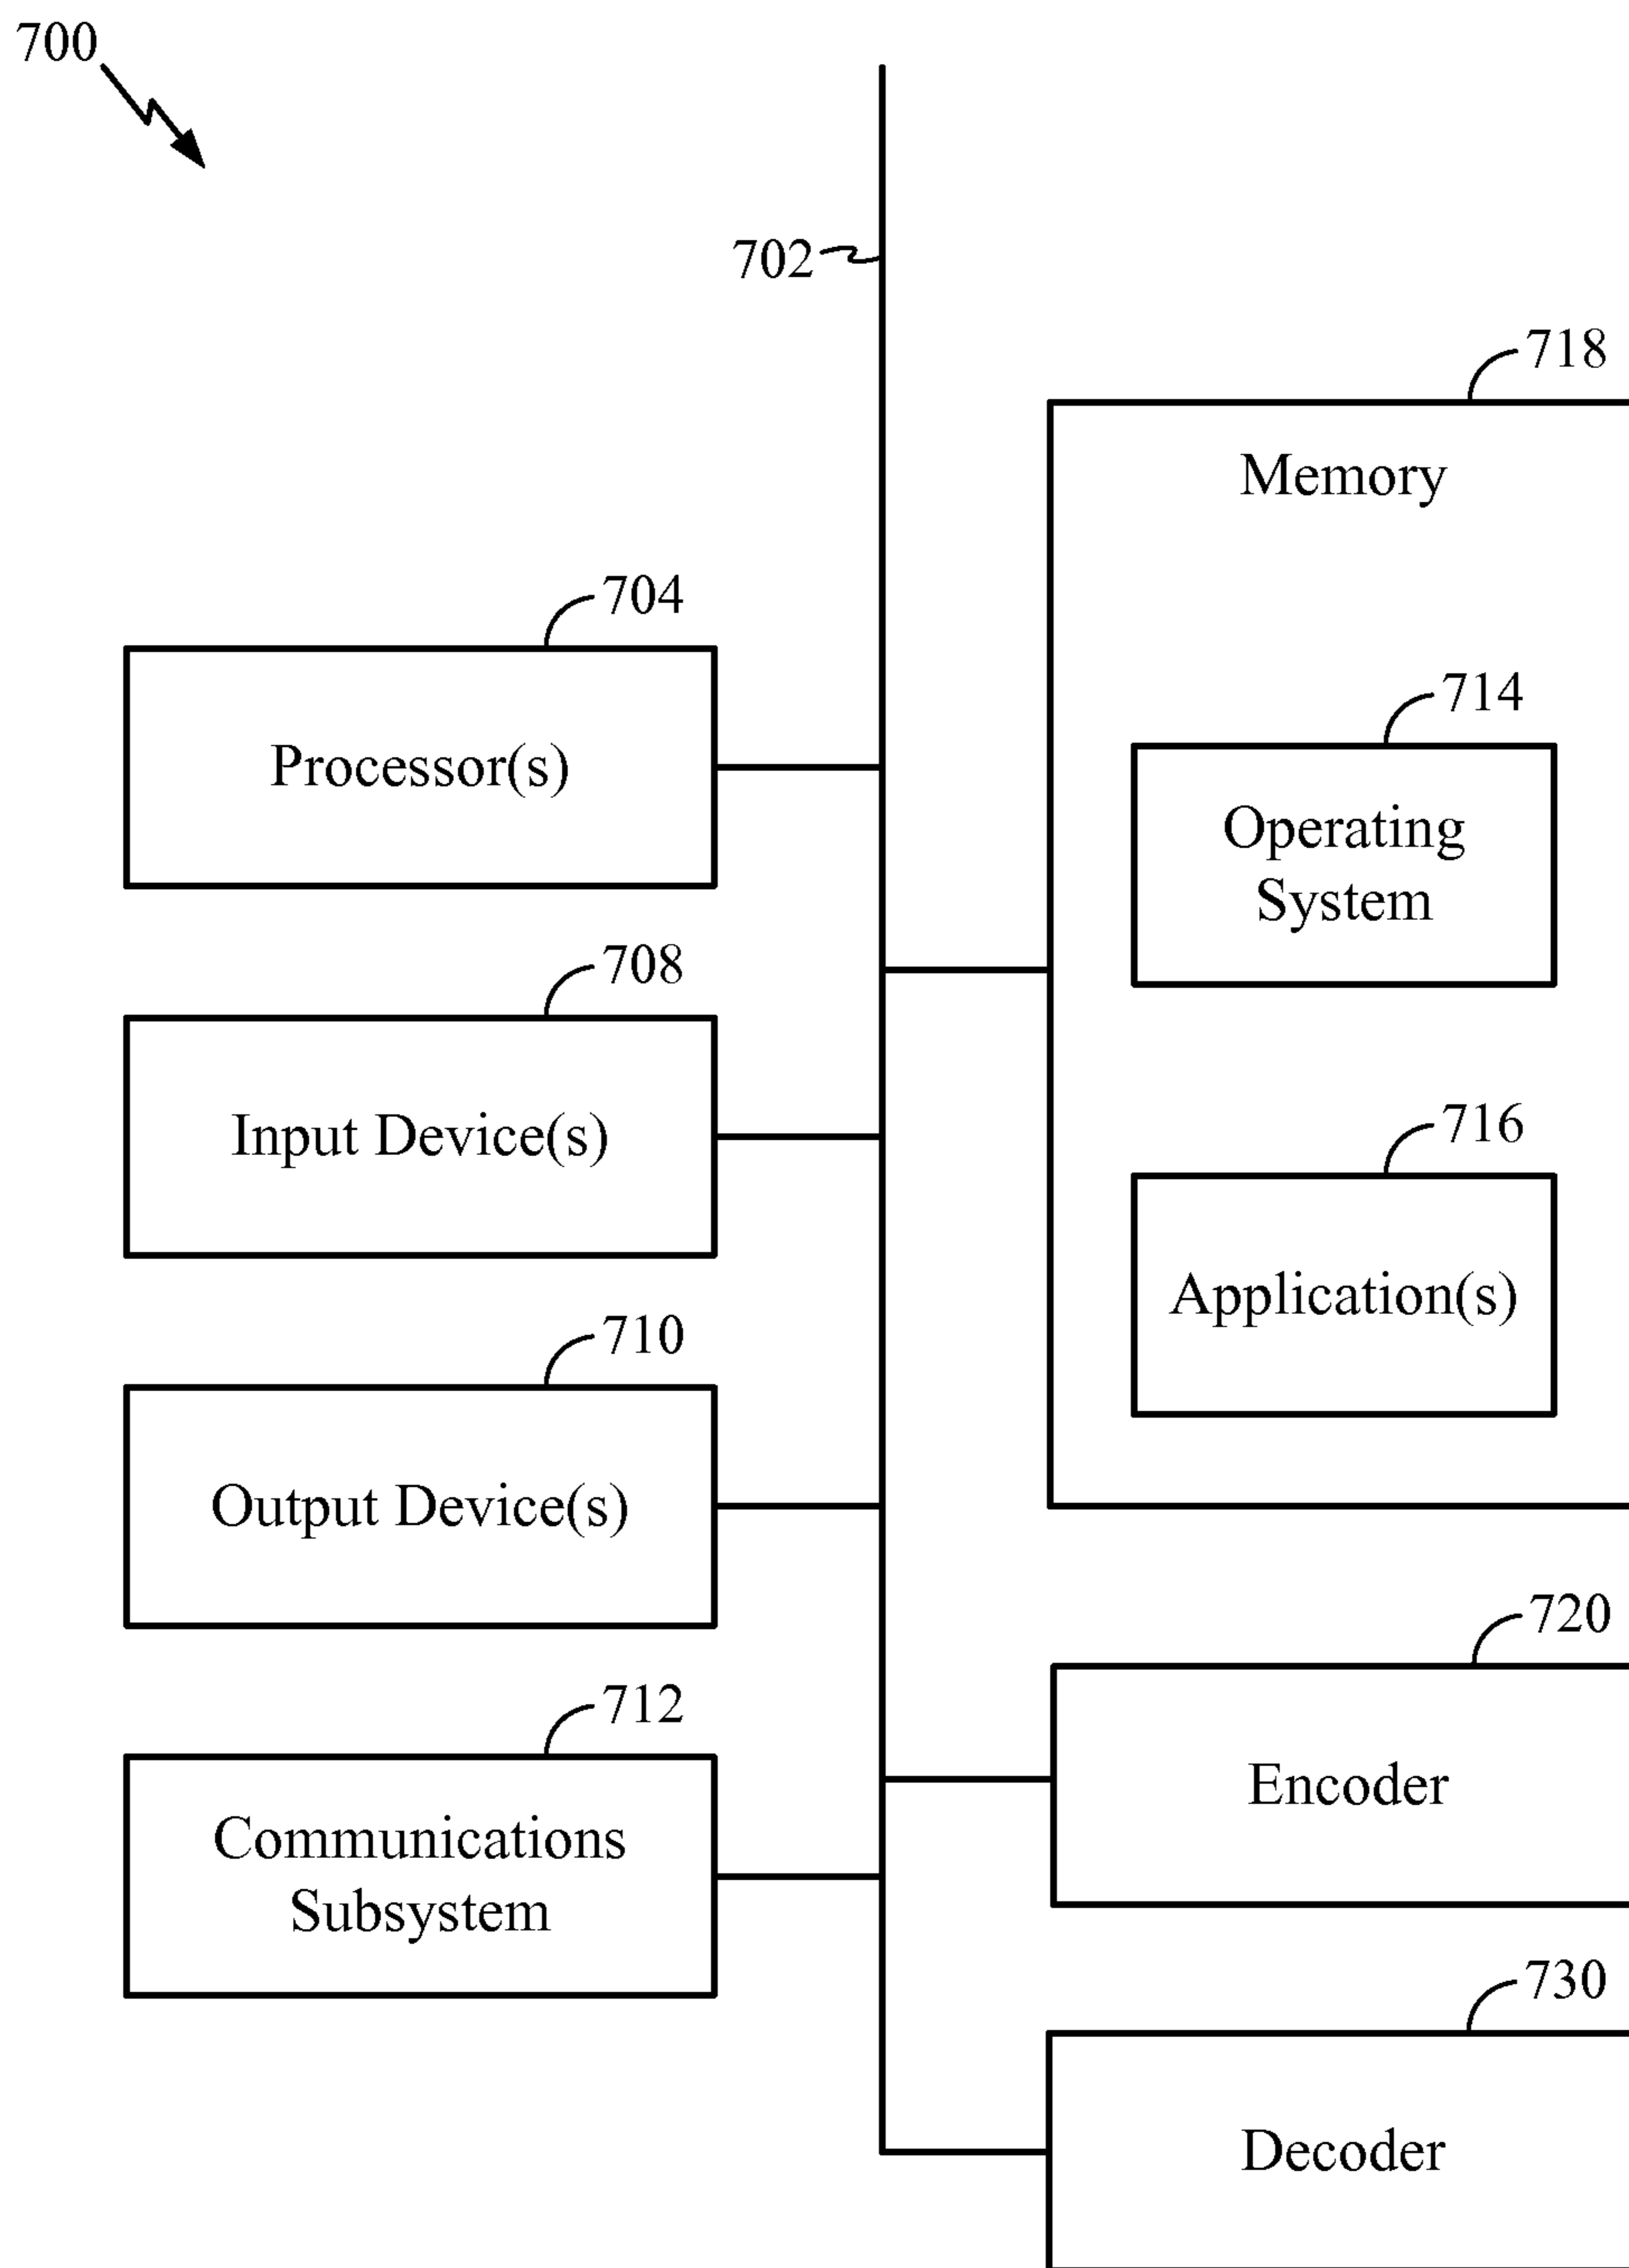 700
702
718
Memory
704
Processor(s)
714
Operating
System
708
Input Device(s)
716
Application(s)
710
Output Device(s)
720
Encoder
712
Communications
Subsystem
730
Decoder